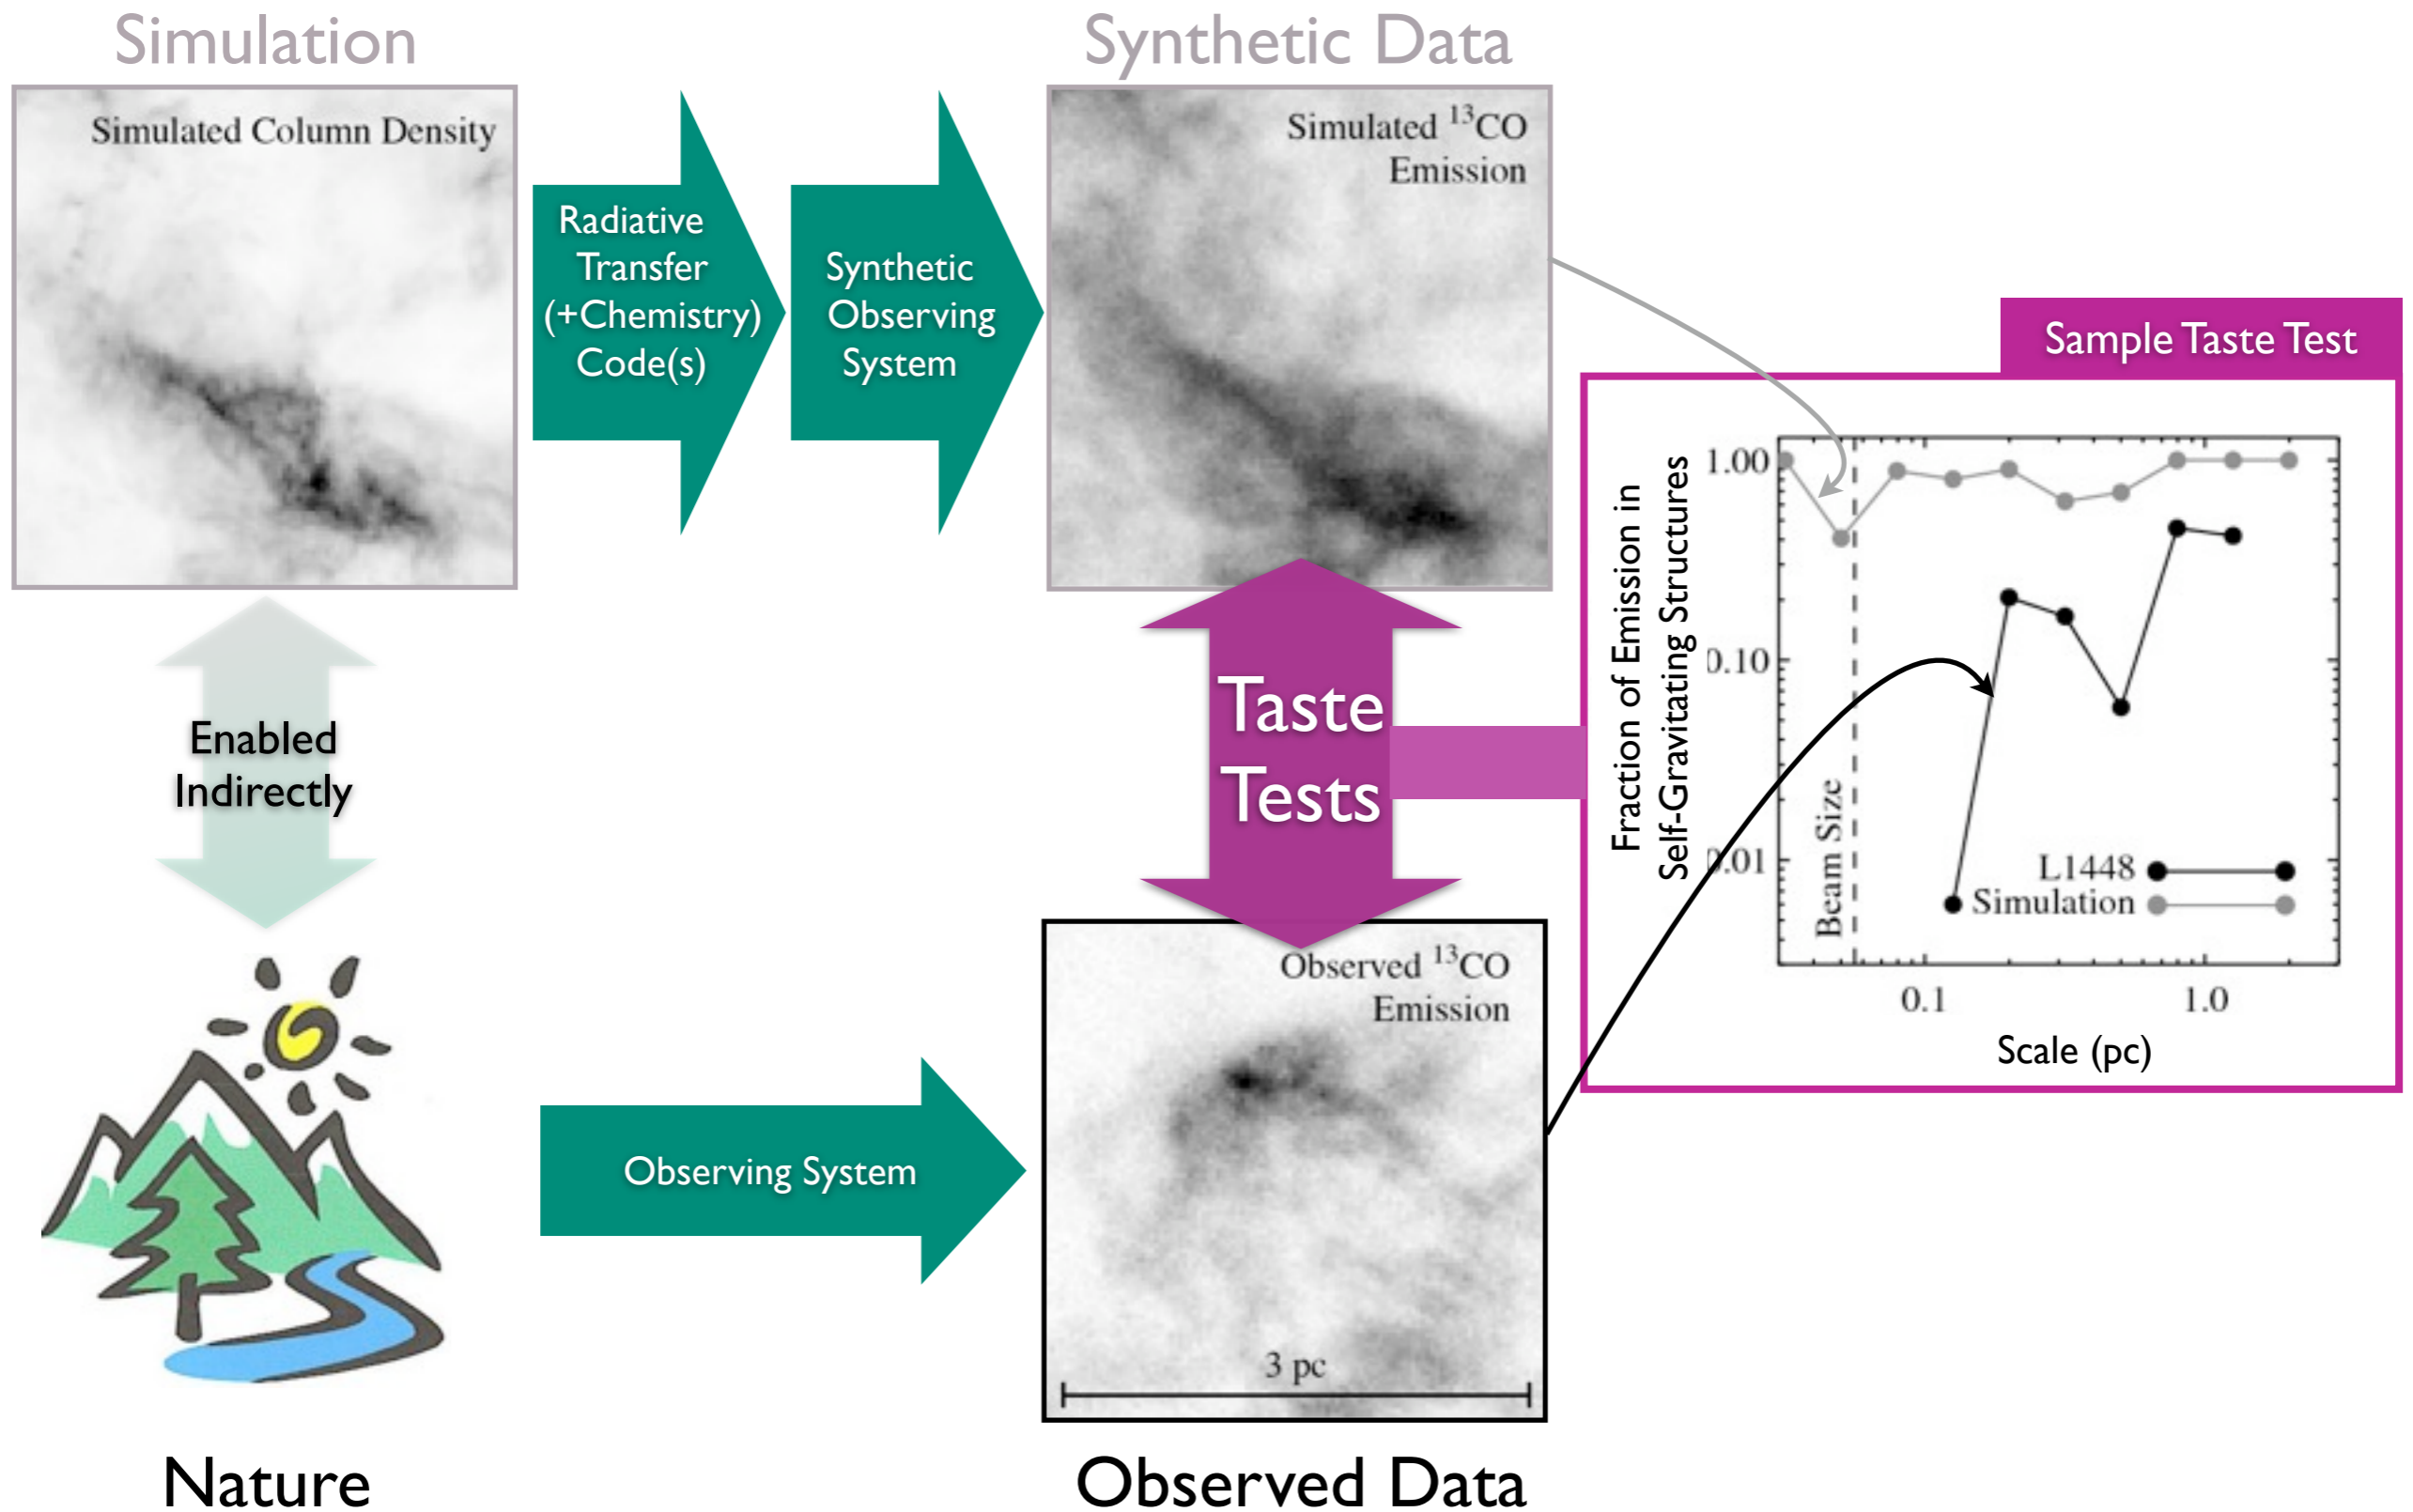 Simulation
Synthetic Data
Simulated Column Density
Radiative
Transfer
(+Chemistry)
Code(s)
Synthetic
Observing
System
Simulated ¹³CO
Emission
Sample Taste Test
Fraction of Emission in
Self-Gravitating Structures
1.00
0.10
0.01
Beam Size
L1448
Simulation
0.1
1.0
Scale (pc)
Enabled
Indirectly
Taste
Tests
Observing System
Observed ¹³CO
Emission
3 pc
Nature
Observed Data